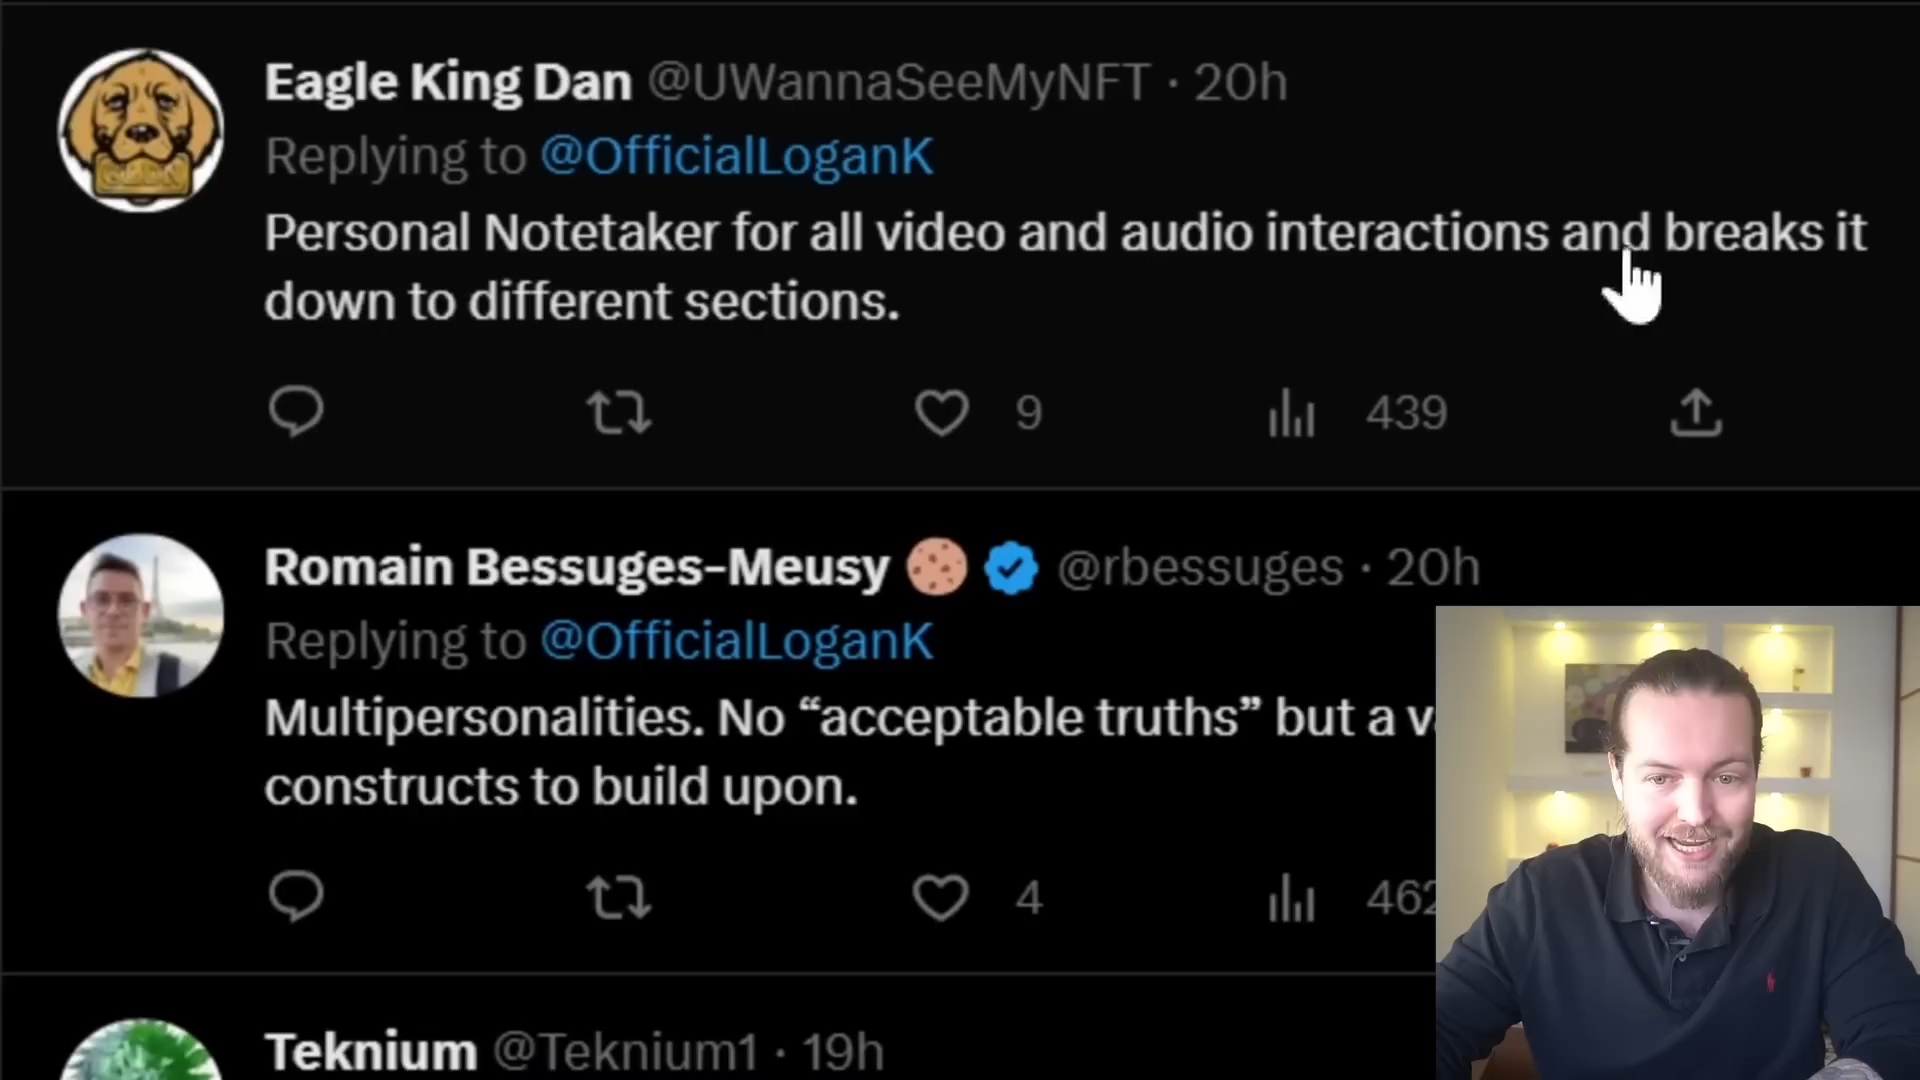 Eagle King Dan @UWannaSeeMyNFT · 20h
Replying to @OfficialLoganK
Personal Notetaker for all video and audio interactions and breaks it
down to different sections.
9 439
Romain Bessuges-Meusy @rbessuges · 20h
Replying to @OfficialLoganK
Multipersonalities. No “acceptable truths” but a
constructs to build upon.
4 462
Teknium @Teknium1 · 19h